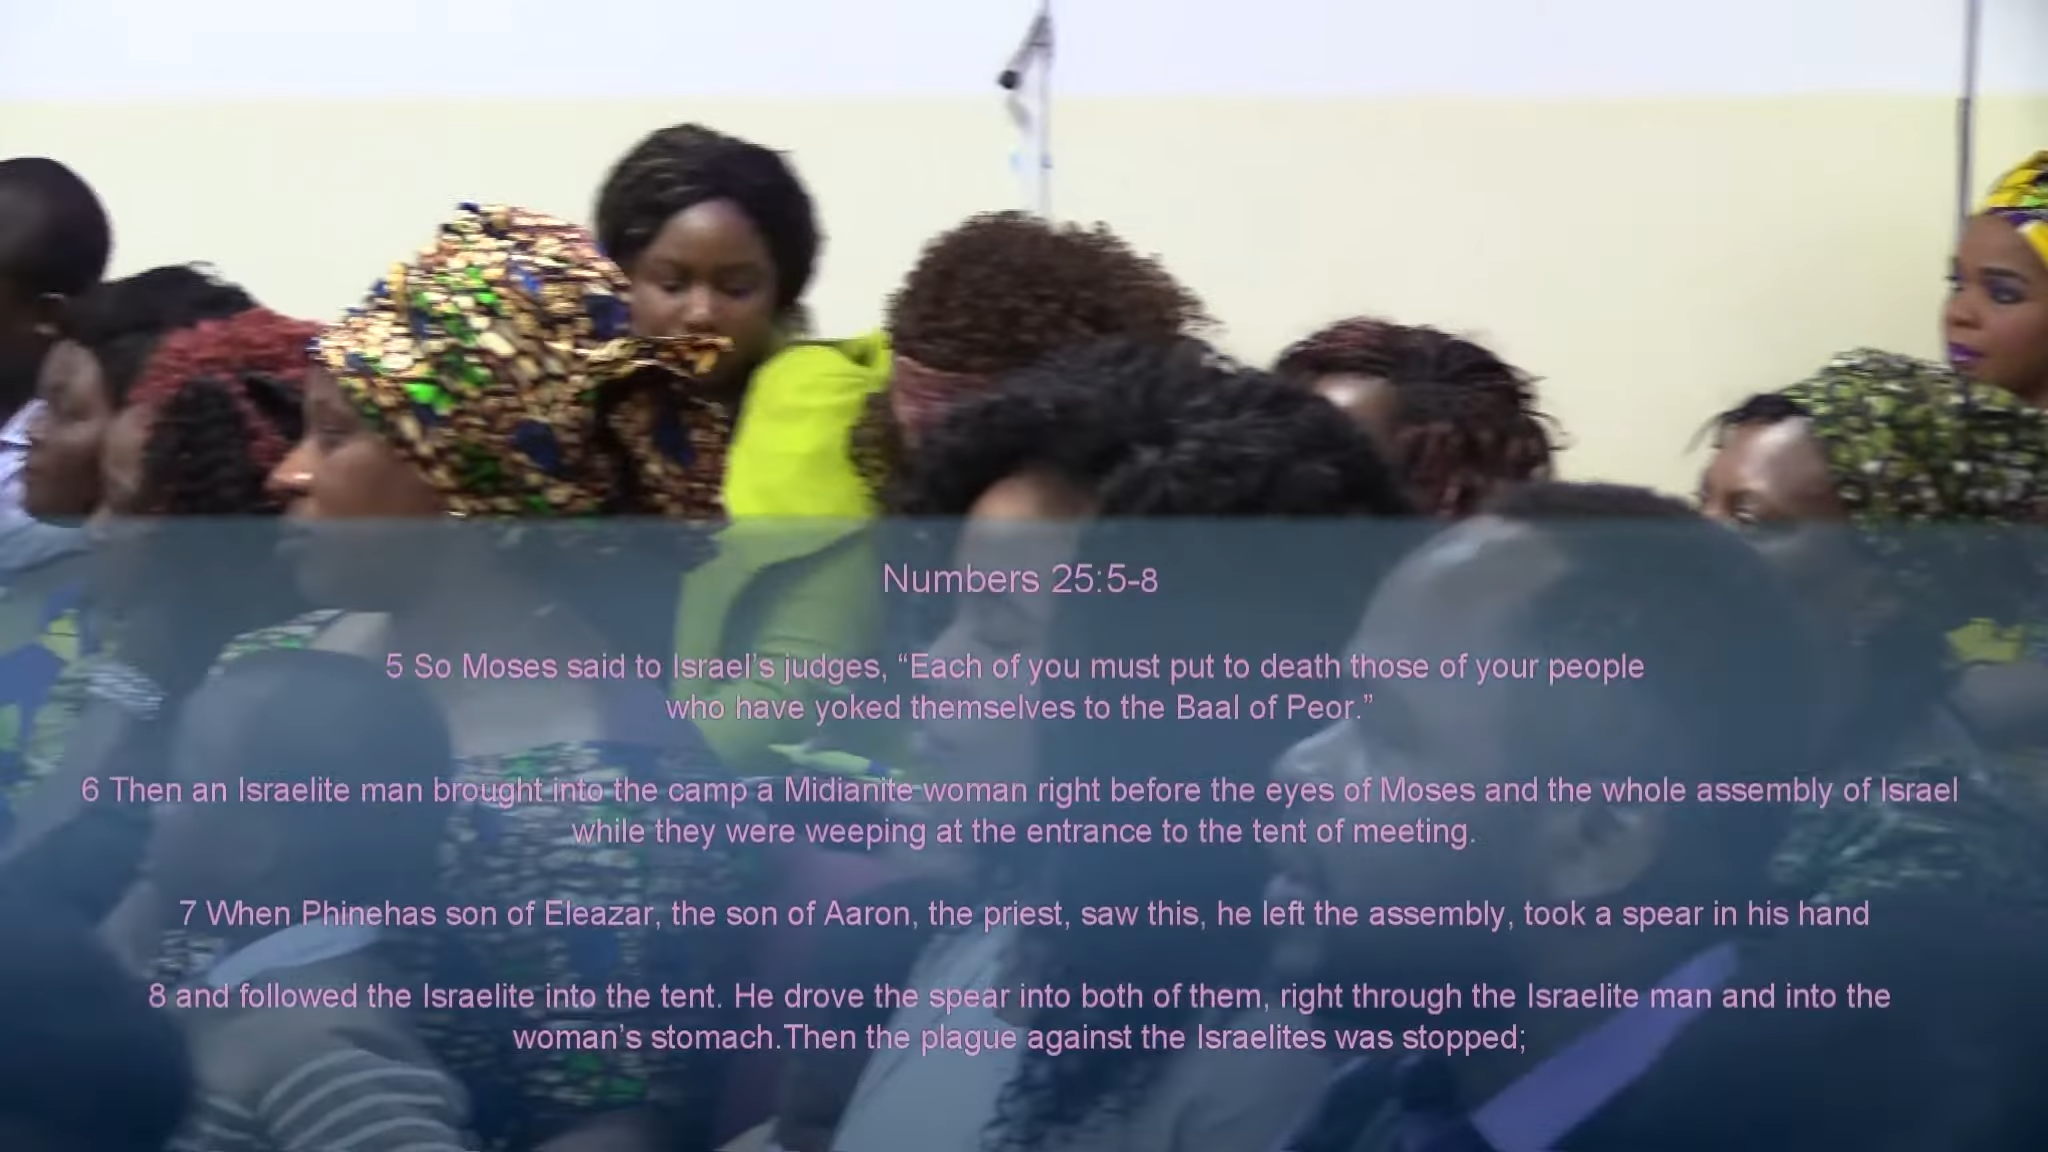 Numbers 25:5-8
5 So Moses said to Israel’s judges, “Each of you must put to death those of your people
who have yoked themselves to the Baal of Peor.”
6 Then an Israelite man brought into the camp a Midianite woman right before the eyes of Moses and the whole assembly of Israel
while they were weeping at the entrance to the tent of meeting.
7 When Phinehas son of Eleazar, the son of Aaron, the priest, saw this, he left the assembly, took a spear in his hand
8 and followed the Israelite into the tent. He drove the spear into both of them, right through the Israelite man and into the
woman’s stomach.Then the plague against the Israelites was stopped;